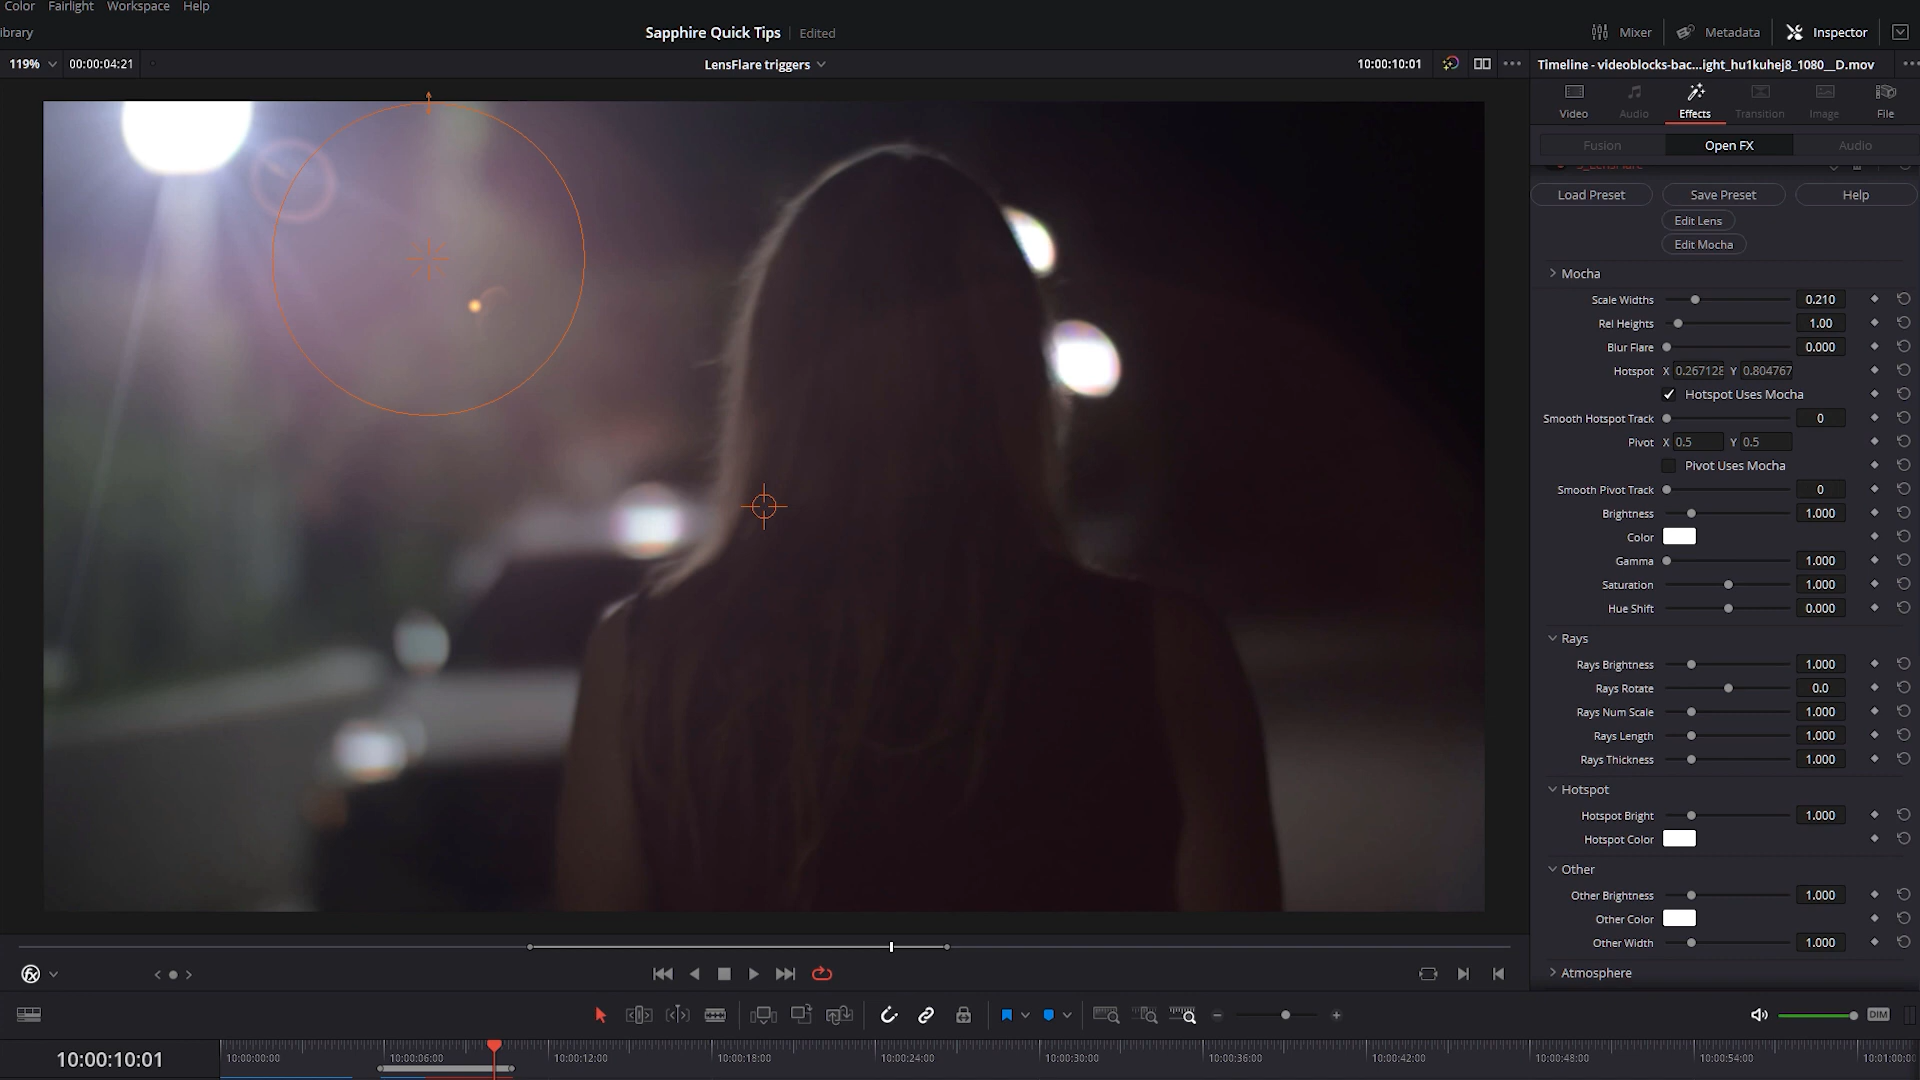 Color Fairlight Workspace Help
ibrary
Sapphire Quick Tips Edited
Mixer Metadata Inspector
119% 00:00:04:21
LensFlare triggers
10:00:10:01
Timeline - videoblocks-bac...ight_hu1kuhej8_1080__D.mov
Video Audio Effects Transition Image File
Fusion Open FX Audio
S_LensFlare
Load Preset Save Preset Help
Edit Lens
Edit Mocha
Mocha
Scale Widths 0.210
Rel Heights 1.00
Blur Flare 0.000
Hotspot X 0.267128 Y 0.804767
Hotspot Uses Mocha
Smooth Hotspot Track 0
Pivot X 0.5 Y 0.5
Pivot Uses Mocha
Smooth Pivot Track 0
Brightness 1.000
Color
Gamma 1.000
Saturation 1.000
Hue Shift 0.000
Rays
Rays Brightness 1.000
Rays Rotate 0.0
Rays Num Scale 1.000
Rays Length 1.000
Rays Thickness 1.000
Hotspot
Hotspot Bright 1.000
Hotspot Color
Other
Other Brightness 1.000
Other Color
Other Width 1.000
Atmosphere
fx
DIM
10:00:10:01
10:00:00:00 10:00:06:00 10:00:12:00 10:00:18:00 10:00:24:00 10:00:30:00 10:00:36:00 10:00:42:00 10:00:48:00 10:00:54:00 10:01:00:00